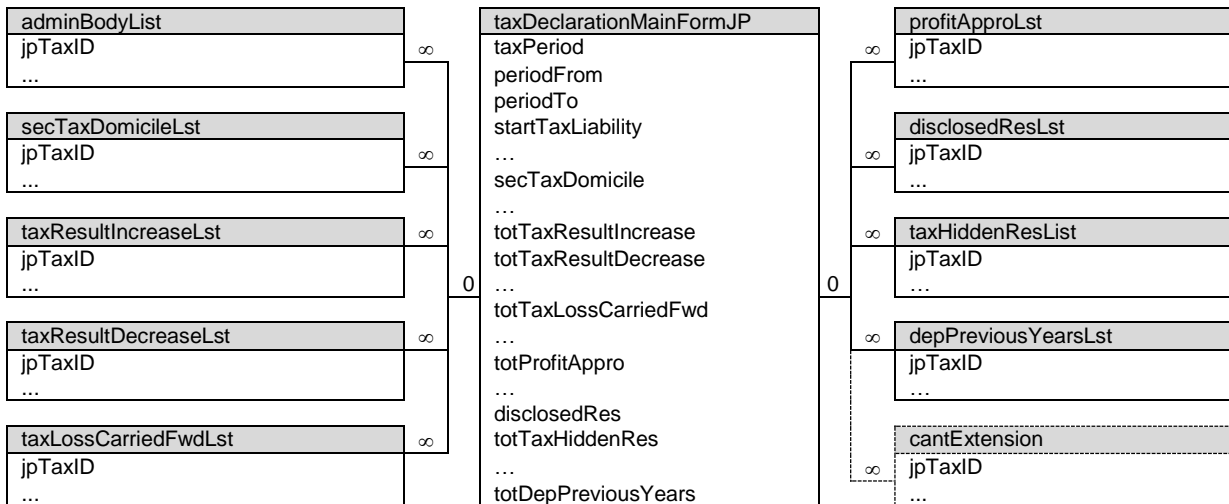 adminBodyList
jpTaxID
...
∞
secTaxDomicileLst
jpTaxID
...
∞
taxResultIncreaseLst
jpTaxID
...
∞
taxResultDecreaseLst
jpTaxID
...
∞
taxLossCarriedFwdLst
jpTaxID
...
∞
0
taxDeclarationMainFormJP
taxPeriod
periodFrom
periodTo
startTaxLiability
…
secTaxDomicile
…
totTaxResultIncrease
totTaxResultDecrease
…
totTaxLossCarriedFwd
…
totProfitAppro
…
disclosedRes
totTaxHiddenRes
…
totDepPreviousYears
0
∞
profitApproLst
jpTaxID
...
∞
disclosedResLst
jpTaxID
...
∞
taxHiddenResList
jpTaxID
…
∞
depPreviousYearsLst
jpTaxID
…
∞
cantExtension
jpTaxID
...